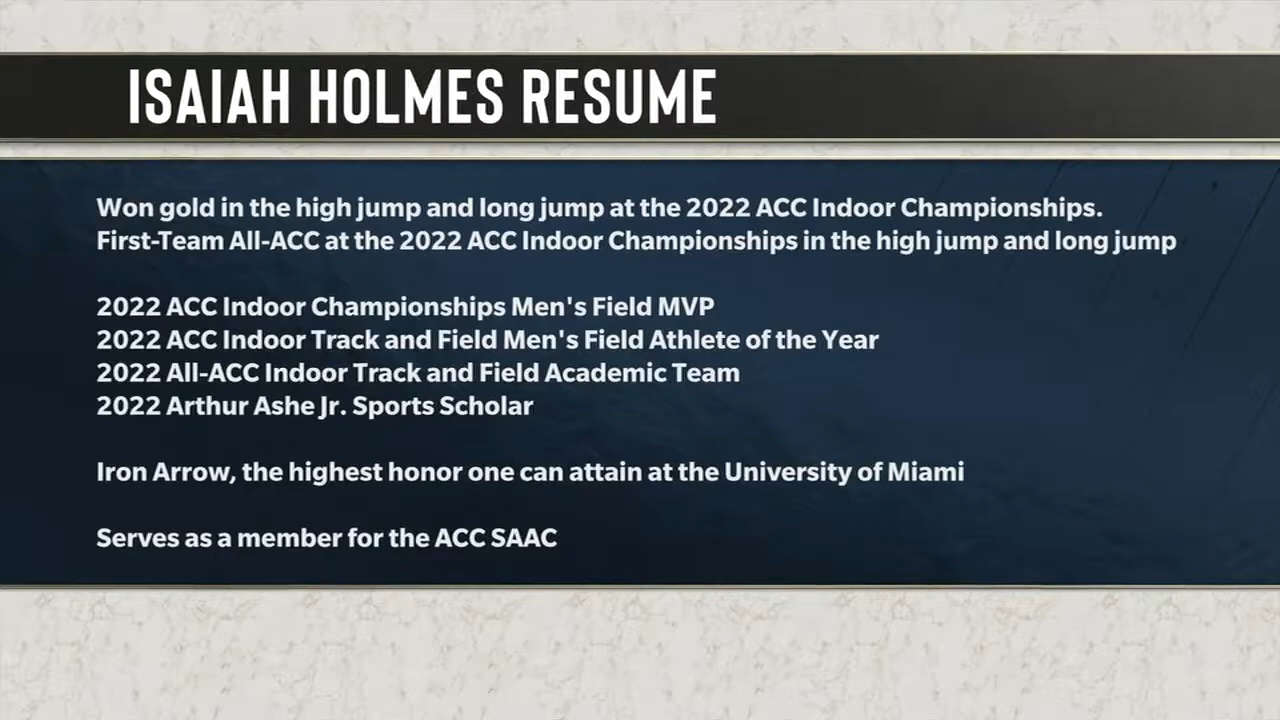 ISAIAH HOLMES RESUME
Won gold in the high jump and long jump at the 2022 ACC Indoor Championships.
First-Team All-ACC at the 2022 ACC Indoor Championships in the high jump and long jump
2022 ACC Indoor Championships Men's Field MVP
2022 ACC Indoor Track and Field Men's Field Athlete of the Year
2022 All-ACC Indoor Track and Field Academic Team
2022 Arthur Ashe Jr. Sports Scholar
Iron Arrow, the highest honor one can attain at the University of Miami
Serves as a member for the ACC SAAC